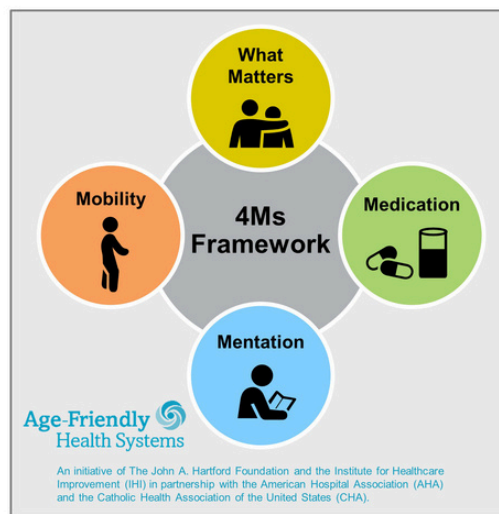 What
Matters
Mobility
4Ms
Framework
Medication
Mentation
Age-Friendly
Health Systems
An initiative of The John A. Hartford Foundation and the Institute for Healthcare
Improvement (IHI) in partnership with the American Hospital Association (AHA)
and the Catholic Health Association of the United States (CHA).